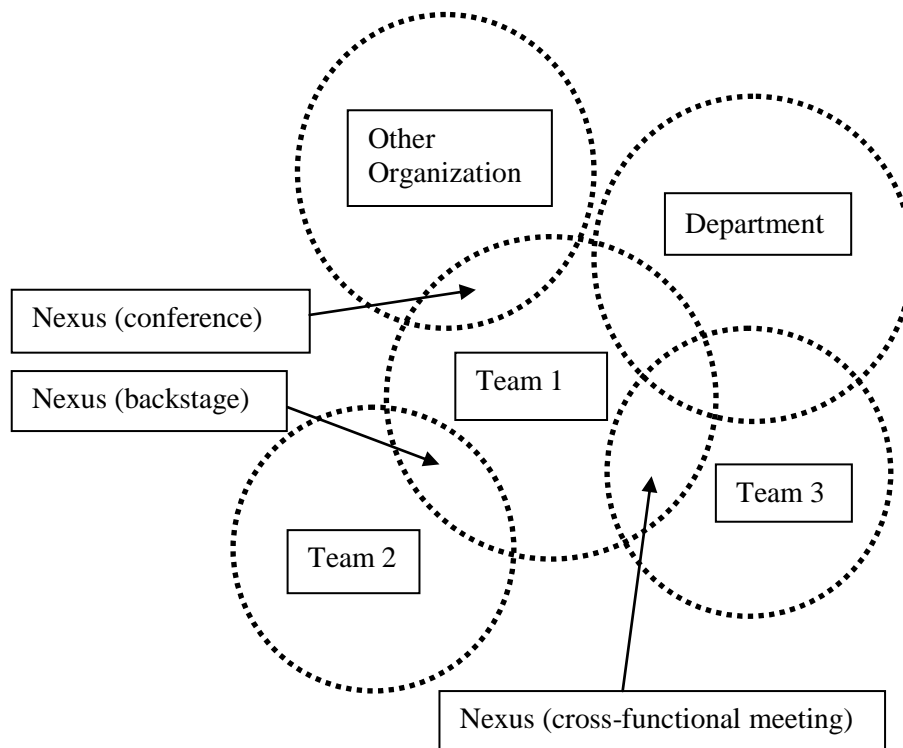 Other
Organization
Department
Nexus (conference)
Team 1
Nexus (backstage)
Team 3
Team 2
Nexus (cross-functional meeting)